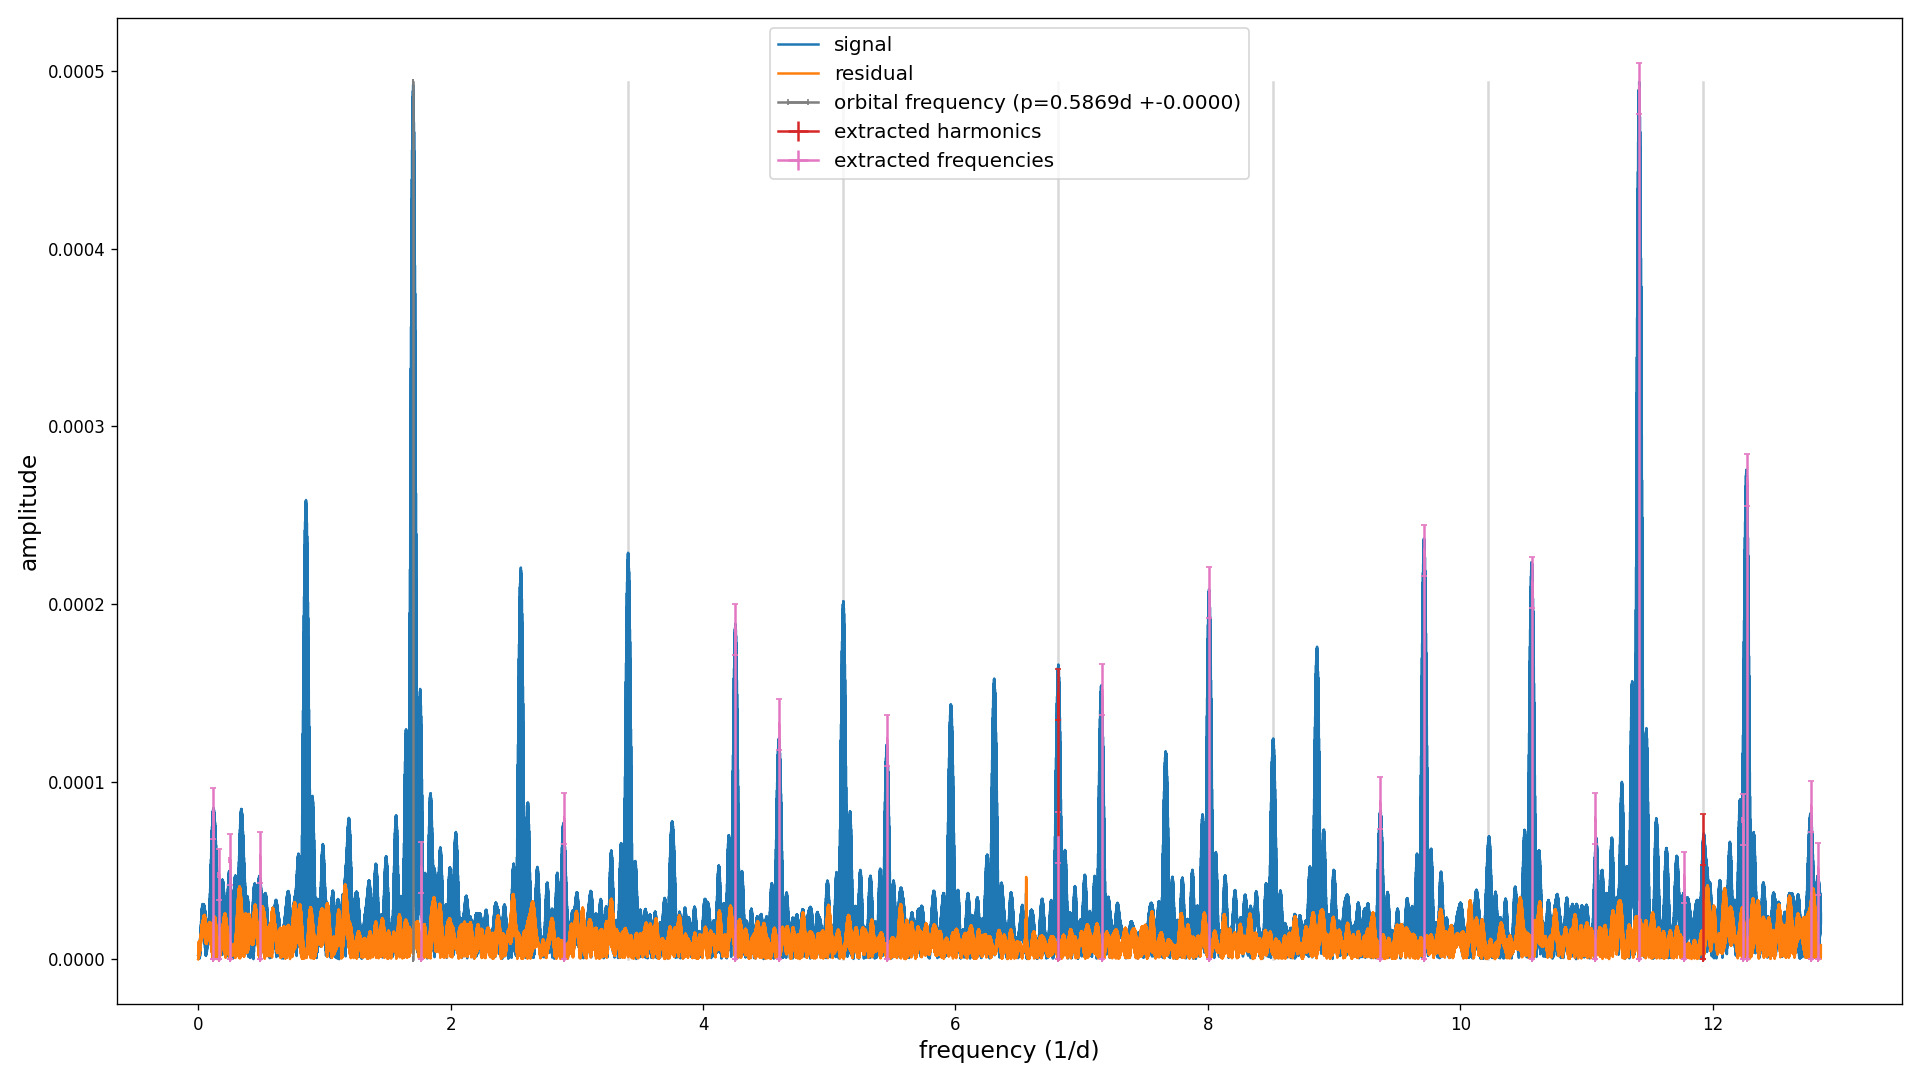 signal
residual
orbital frequency (p=0.5869d +-0.0000)
extracted harmonics
extracted frequencies
0.0005
0.0004
0.0003
0.0002
0.0001
0.0000
amplitude
0 2 4 6 8 10 12
frequency (1/d)